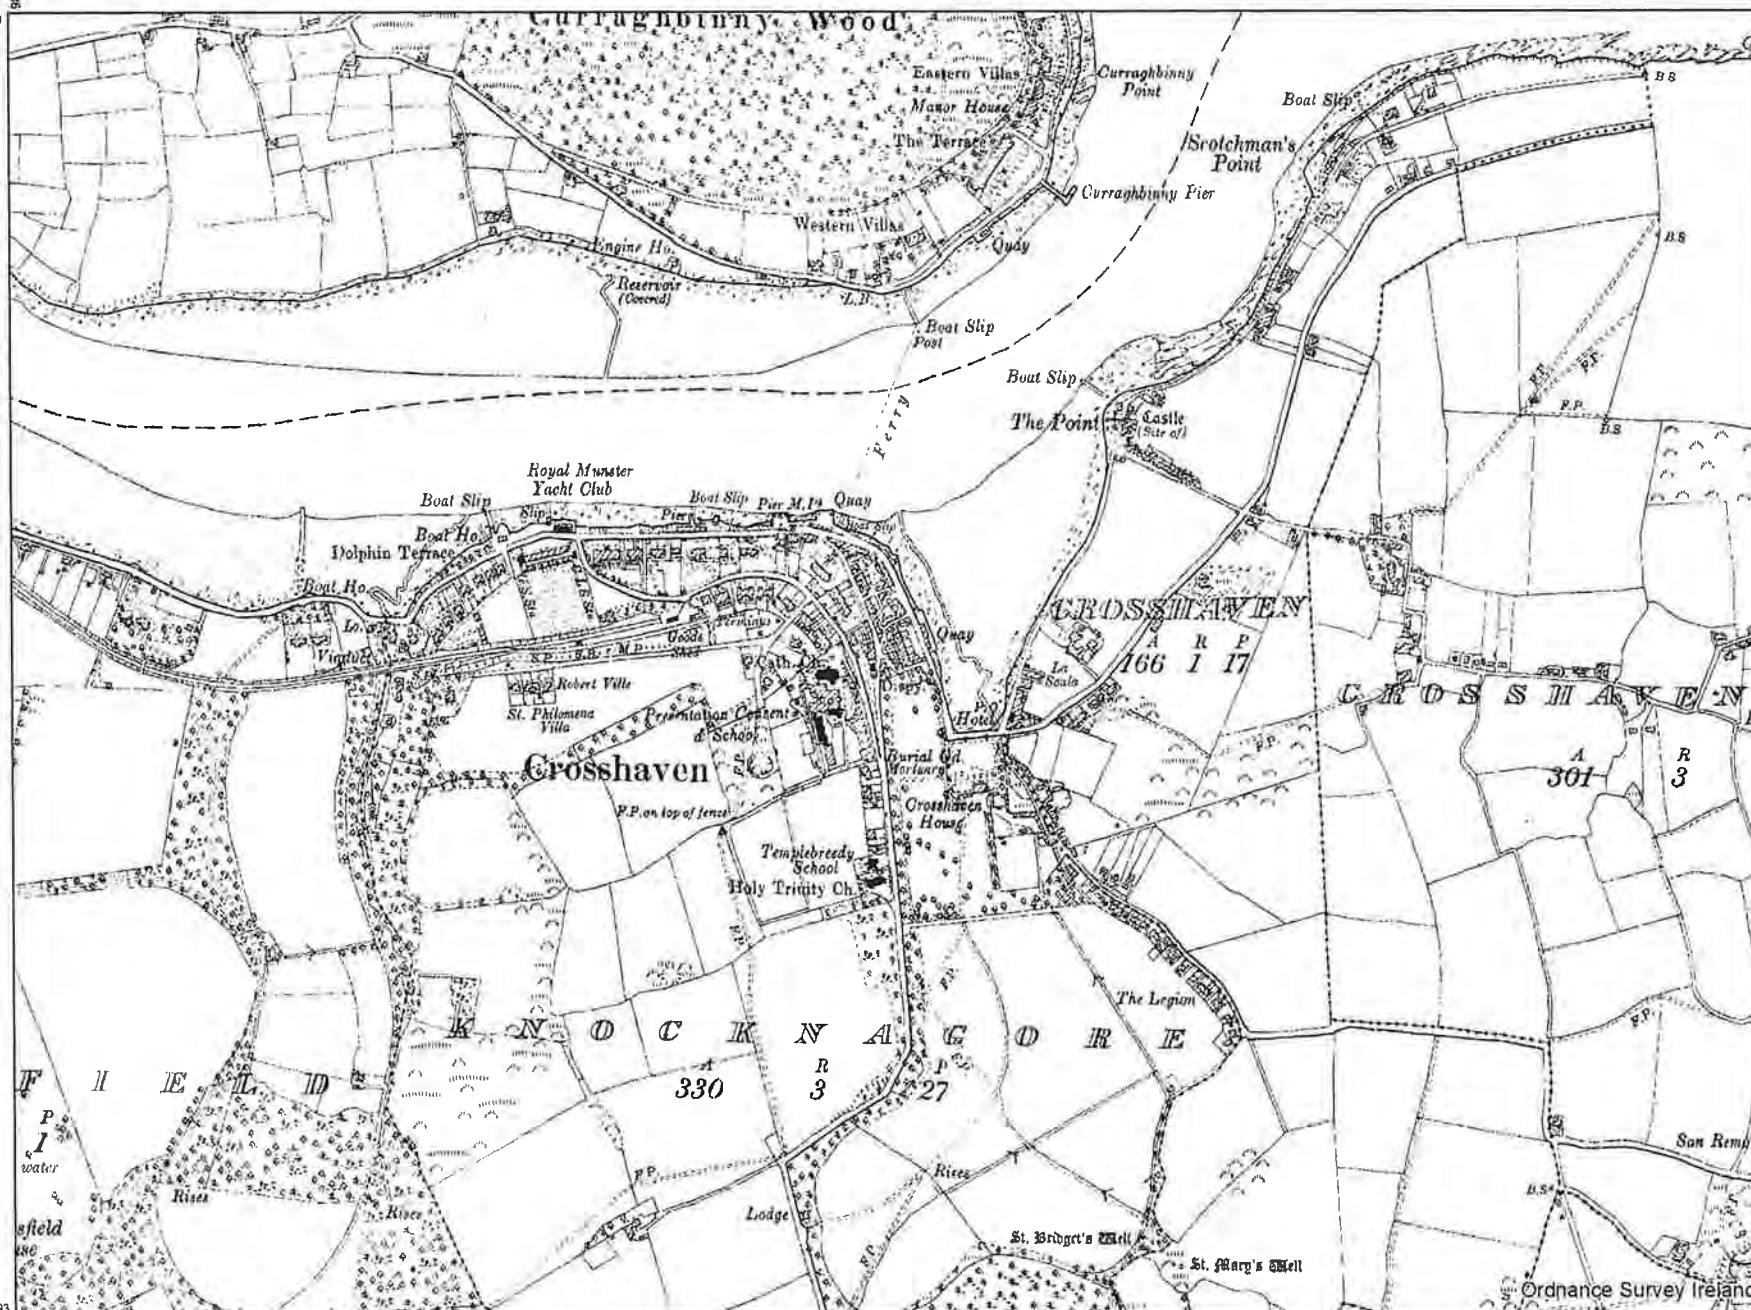 Curraghbinny Wood
Eastern Villas
Manor House
The Terrace
Curraghbinny
Point
Boat Slip
B.S
Scotchman's
Point
Curraghbinny Pier
Western Villas
Quay
B.S
Engine Ho.
Reservoir
(Covered)
L.B.
Boat Slip
Post
Ferry
Boat Slip
The Point
Castle
(Site of)
F.P.
F.P.
F.P.
B.S.
Royal Munster
Yacht Club
Boat Slip
Slip
Boat Slip
Pier
Pier
Quay
Boat Slip
Boat Ho.
Dolphin Terrace
Boat Ho.
Viaduct
S.P.
S.B.
M.P.
Terminus
Goods
Shed
Quay
CROSSHAVEN
A R P
166 1 17
La
Scala
Cath. Ch.
Robert Ville
St. Philomena
Villa
Dispy.
Presentation Convent
& School
Hotel
CROSSHAVEN
Crosshaven
F.P.
Burial Gd.
Mortuary
F.P.
A R
301 3
F.P. on top of fence
Crosshaven
House
Templebreedy
School
Holy Trinity Ch.
F.P.
F.P.
The Legion
F.P.
KNOCKNAGORE
A R P
330 3 27
FIELD
P
1
water
F.P.
Rises
Rises
Rises
San Remo
B.S.
Lodge
sfield
F.P.
St. Bridget's Well
St. Mary's Well
Ordnance Survey Ireland